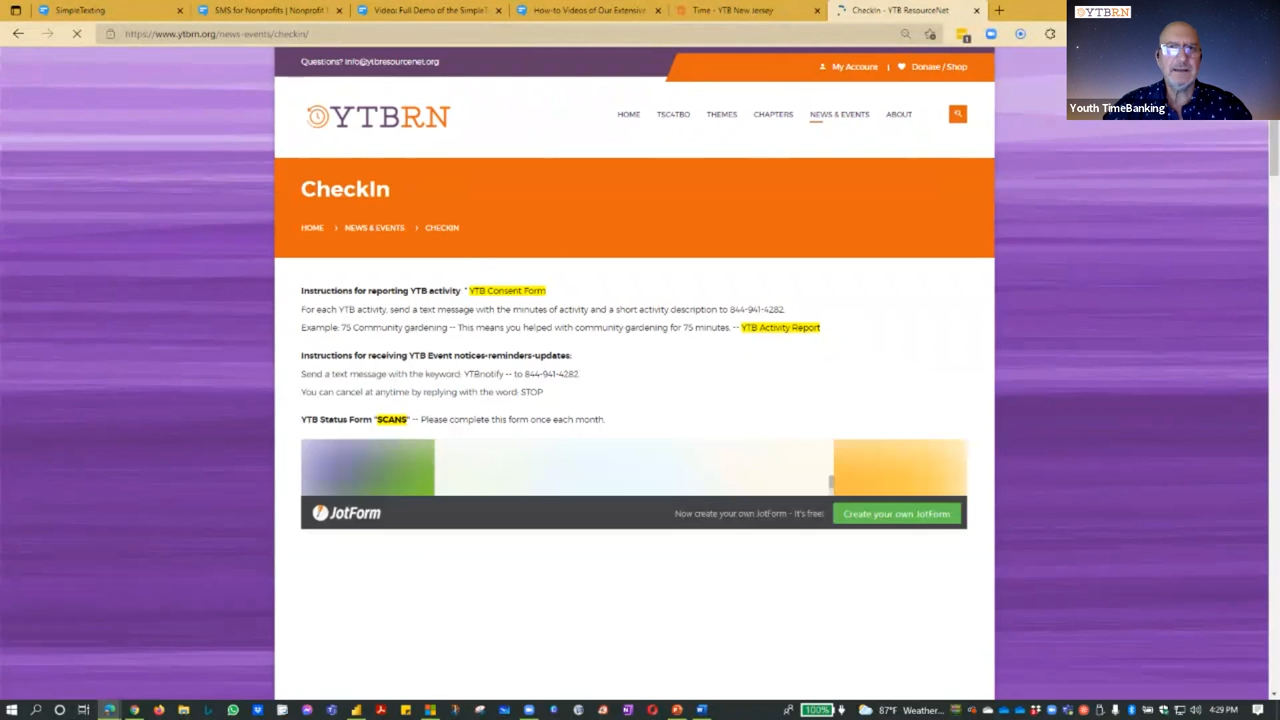 SimpleTexting
SMS for Nonprofits | Nonprofit T
Video: Full Demo of the SimpleT
How-to Videos of Our Extensive
Time - YTB New Jersey
CheckIn - YTB ResourceNet
https://www.ytbrn.org/news-events/checkin/
YTBRN
Youth TimeBanking
Questions? info@ytbresourcenet.org
My Account | Donate / Shop
YTBRN
HOME TSC4TBO THEMES CHAPTERS NEWS & EVENTS ABOUT
CheckIn
HOME > NEWS & EVENTS > CHECKIN
Instructions for reporting YTB activity " YTB Consent Form
For each YTB activity, send a text message with the minutes of activity and a short activity description to 844-941-4282.
Example: 75 Community gardening -- This means you helped with community gardening for 75 minutes. -- YTB Activity Report
Instructions for receiving YTB Event notices-reminders-updates:
Send a text message with the keyword: YTBnotify -- to 844-941-4282.
You can cancel at anytime by replying with the word: STOP
YTB Status Form "SCANS" -- Please complete this form once each month.
JotForm
Now create your own JotForm - It's free!
Create your own JotForm
100%
87°F Weather...
4:29 PM